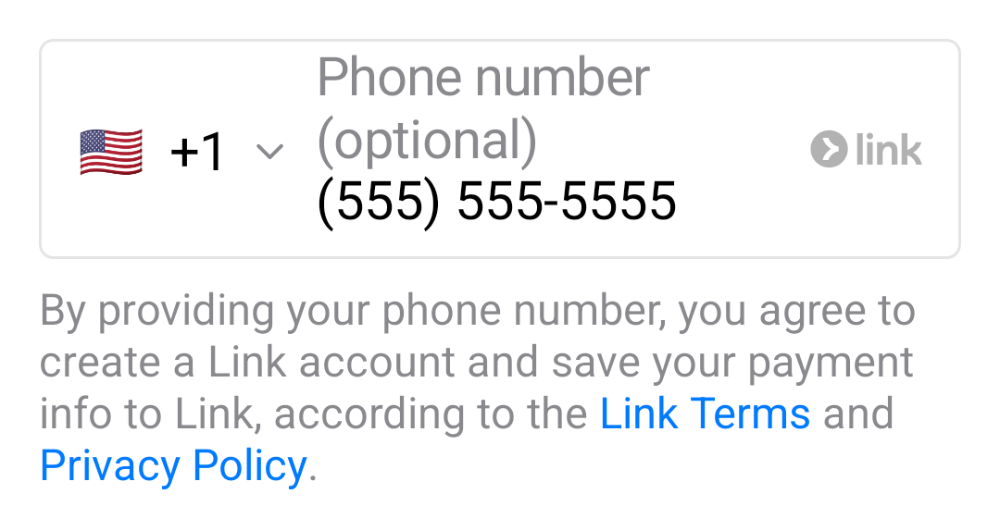 Phone number
(optional)
+1
(555) 555-5555
link
By providing your phone number, you agree to
create a Link account and save your payment
info to Link, according to the Link Terms and
Privacy Policy.